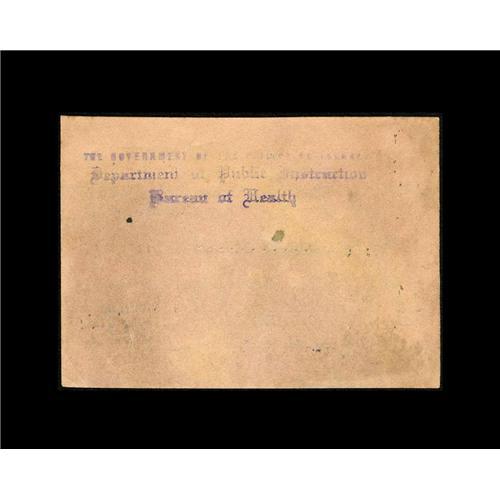 THE GOVERNMENT OF THE
Department of Public Instruction
Bureau of Health